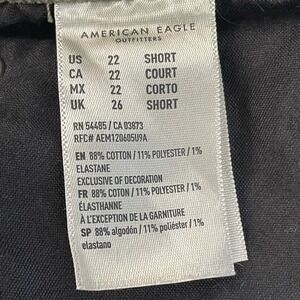 AMERICAN EAGLE
OUTFITTERS
US 22 SHORT
CA 22 COURT
MX 22 CORTO
UK 26 SHORT
RN 54485 / CA 03873
RFC# AEM120605U9A
EN 88% COTTON / 11% POLYESTER / 1%
ELASTANE
EXCLUSIVE OF DECORATION
FR 88% COTON / 11% POLYESTER / 1%
ÉLASTHANNE
À L'EXCEPTION DE LA GARNITURE
SP 88% algodón / 11% poliéster / 1%
elastano